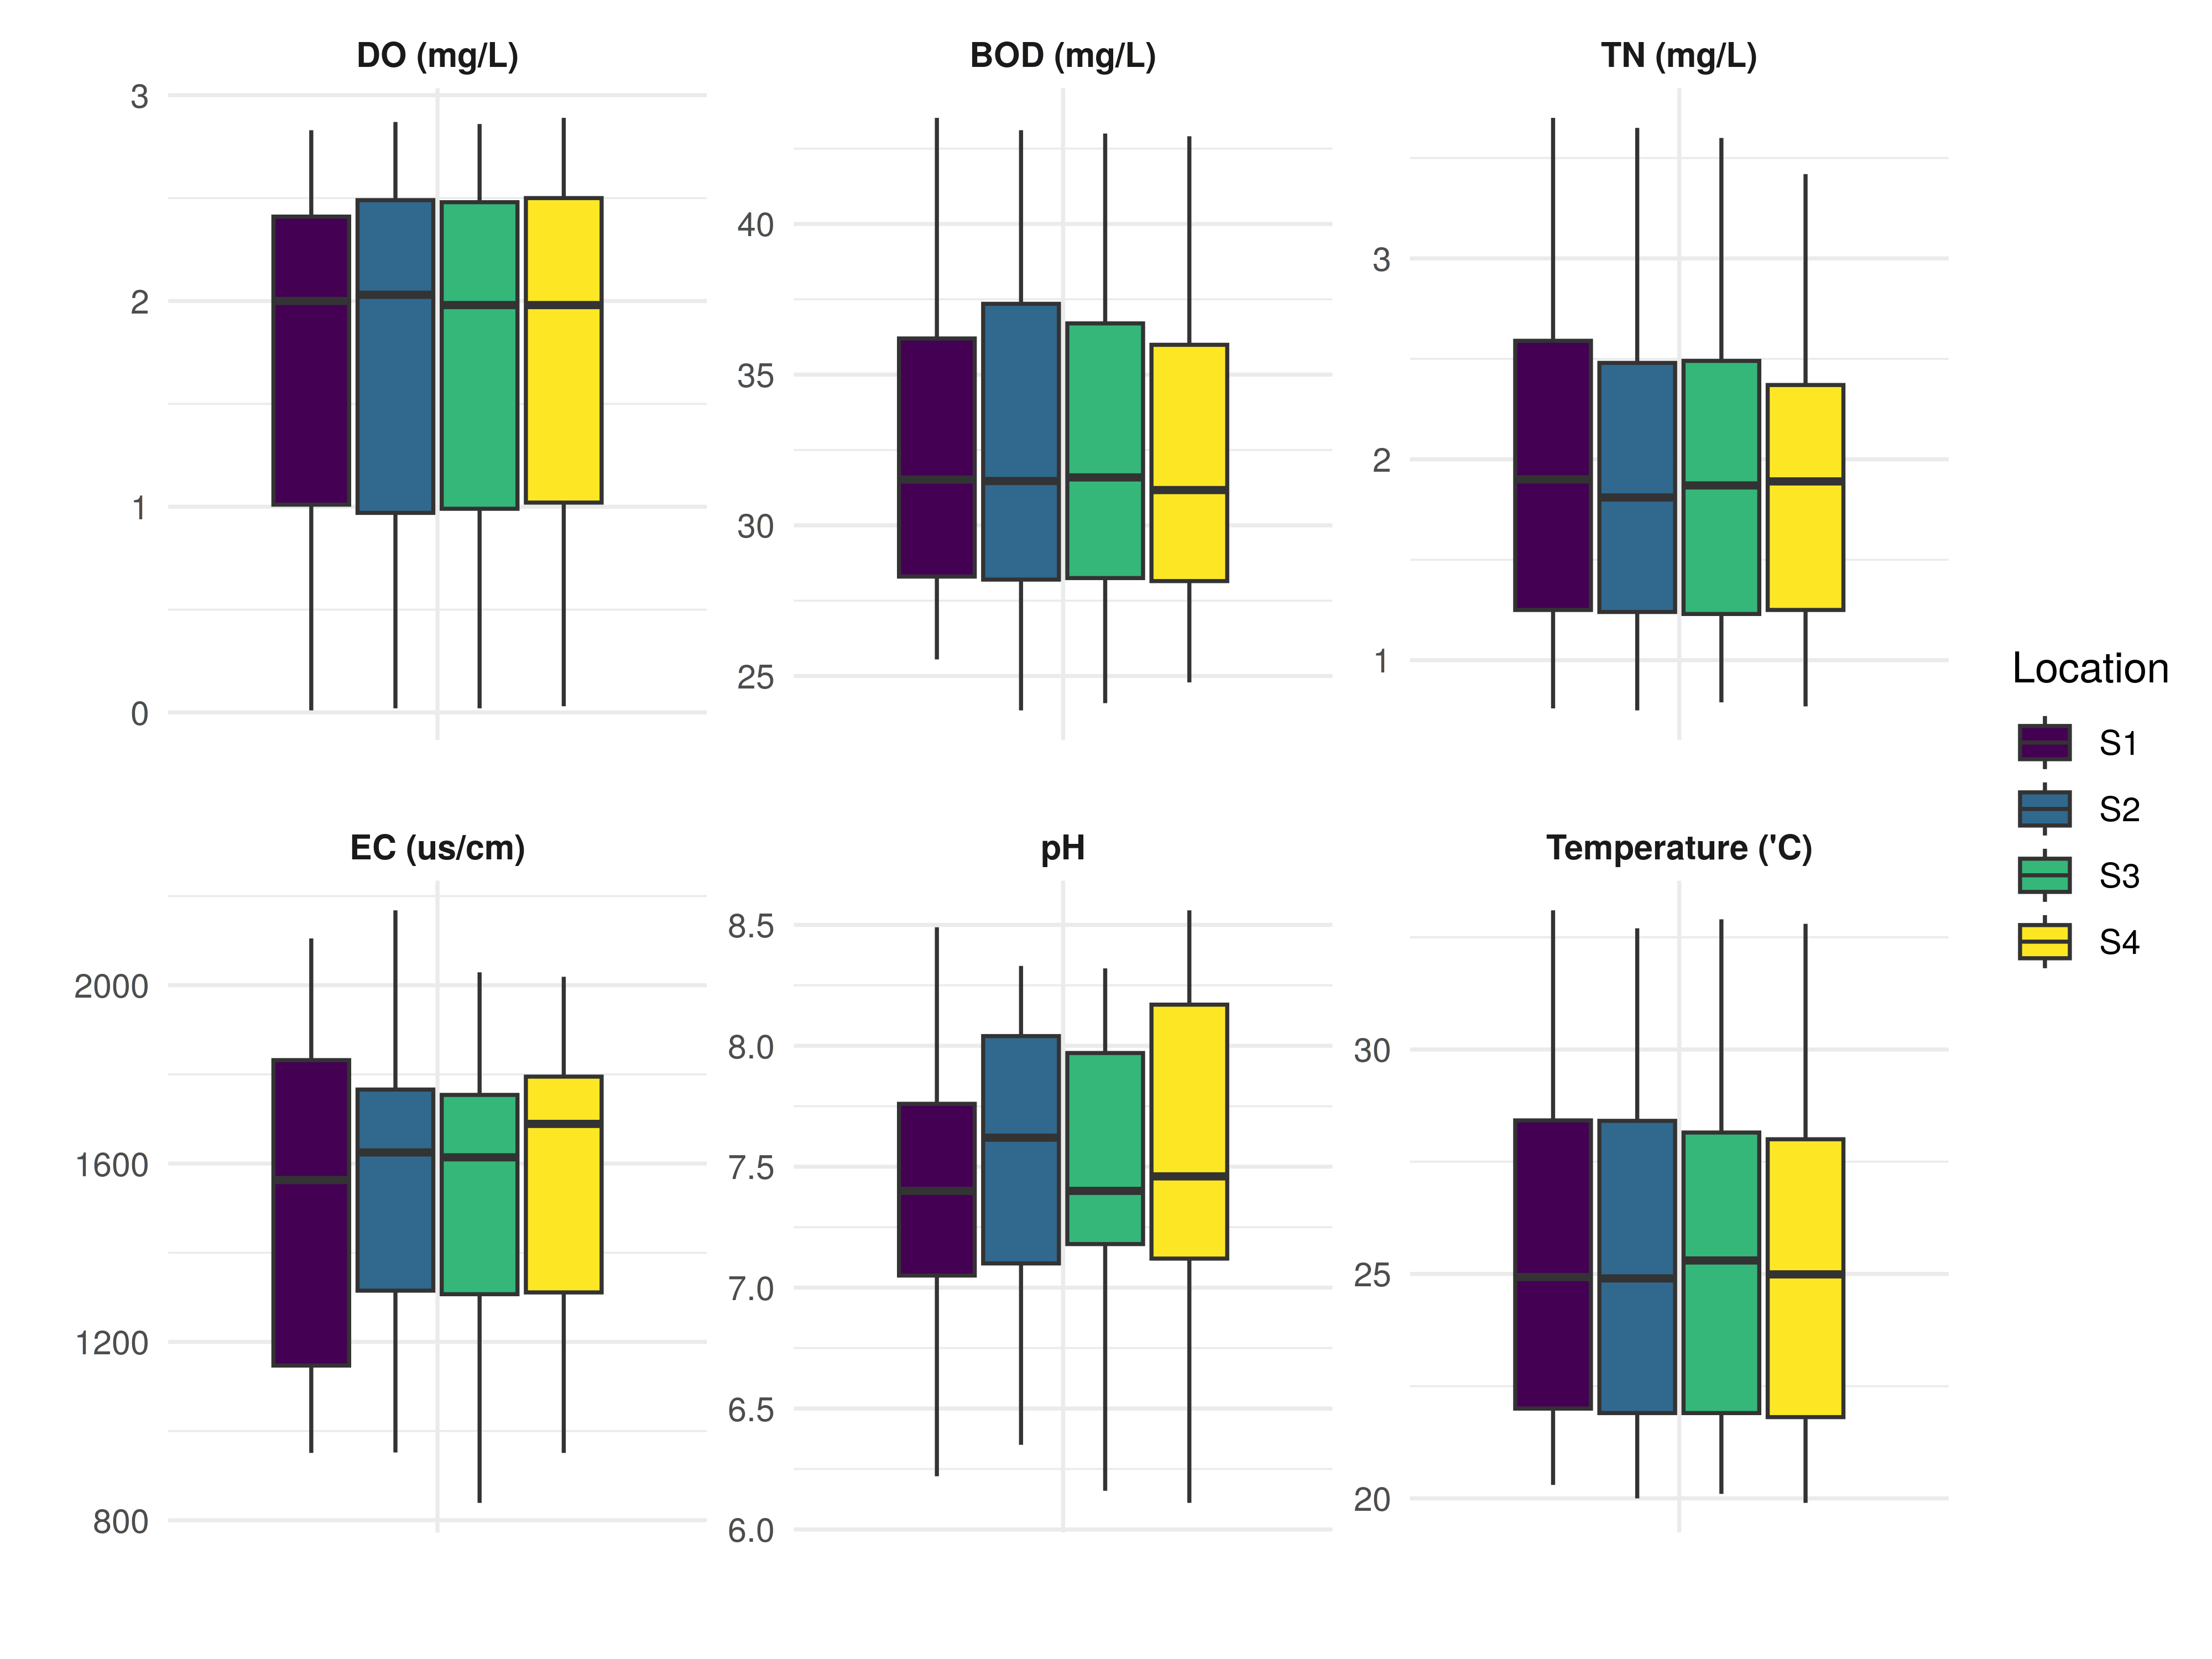 DO (mg/L)
3
2
1
0
BOD (mg/L)
40
35
30
25
TN (mg/L)
3
2
1
EC (us/cm)
2000
1600
1200
800
pH
8.5
8.0
7.5
7.0
6.5
6.0
Temperature ('C)
30
25
20
Location
S1
S2
S3
S4